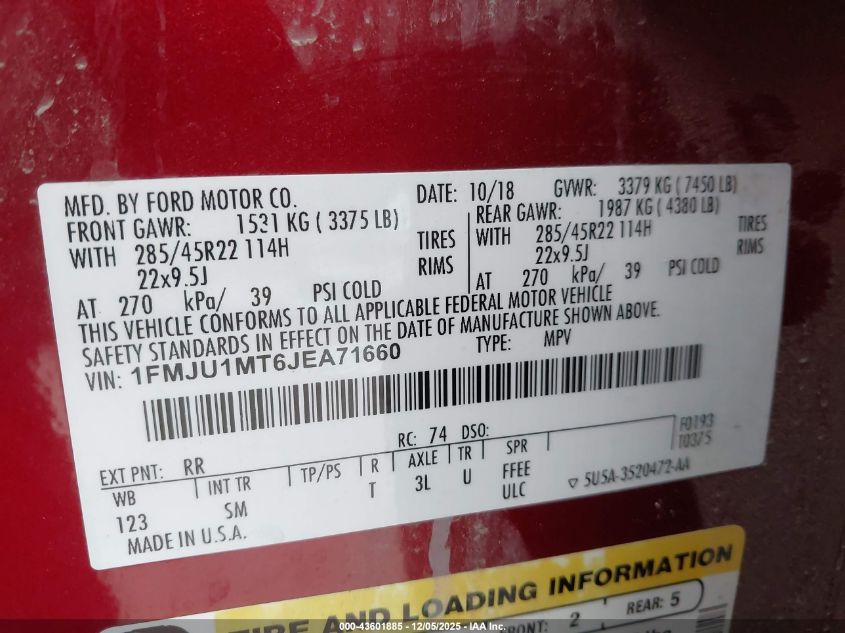 MFD. BY FORD MOTOR CO. DATE: 10/18 GVWR: 3379 KG ( 7450 LB)
FRONT GAWR: 1531 KG ( 3375 LB) REAR GAWR: 1987 KG ( 4380 LB)
WITH 285/45R22 114H TIRES WITH 285/45R22 114H TIRES
22x9.5J RIMS 22x9.5J RIMS
AT 270 kPa/ 39 PSI COLD AT 270 kPa/ 39 PSI COLD
THIS VEHICLE CONFORMS TO ALL APPLICABLE FEDERAL MOTOR VEHICLE
SAFETY STANDARDS IN EFFECT ON THE DATE OF MANUFACTURE SHOWN ABOVE.
VIN: 1FMJU1MT6JEA71660 TYPE: MPV
F0193
T0375
EXT PNT: RR RC: 74 DSO:
WB INT TR TP/PS R AXLE TR SPR
123 SM T 3L U FFEE
ULC
5U5A-3520472-AA
MADE IN U.S.A.
TIRE AND LOADING INFORMATION
FRONT: 2 REAR: 5
000-43601885 - 12/05/2025 - IAA Inc.